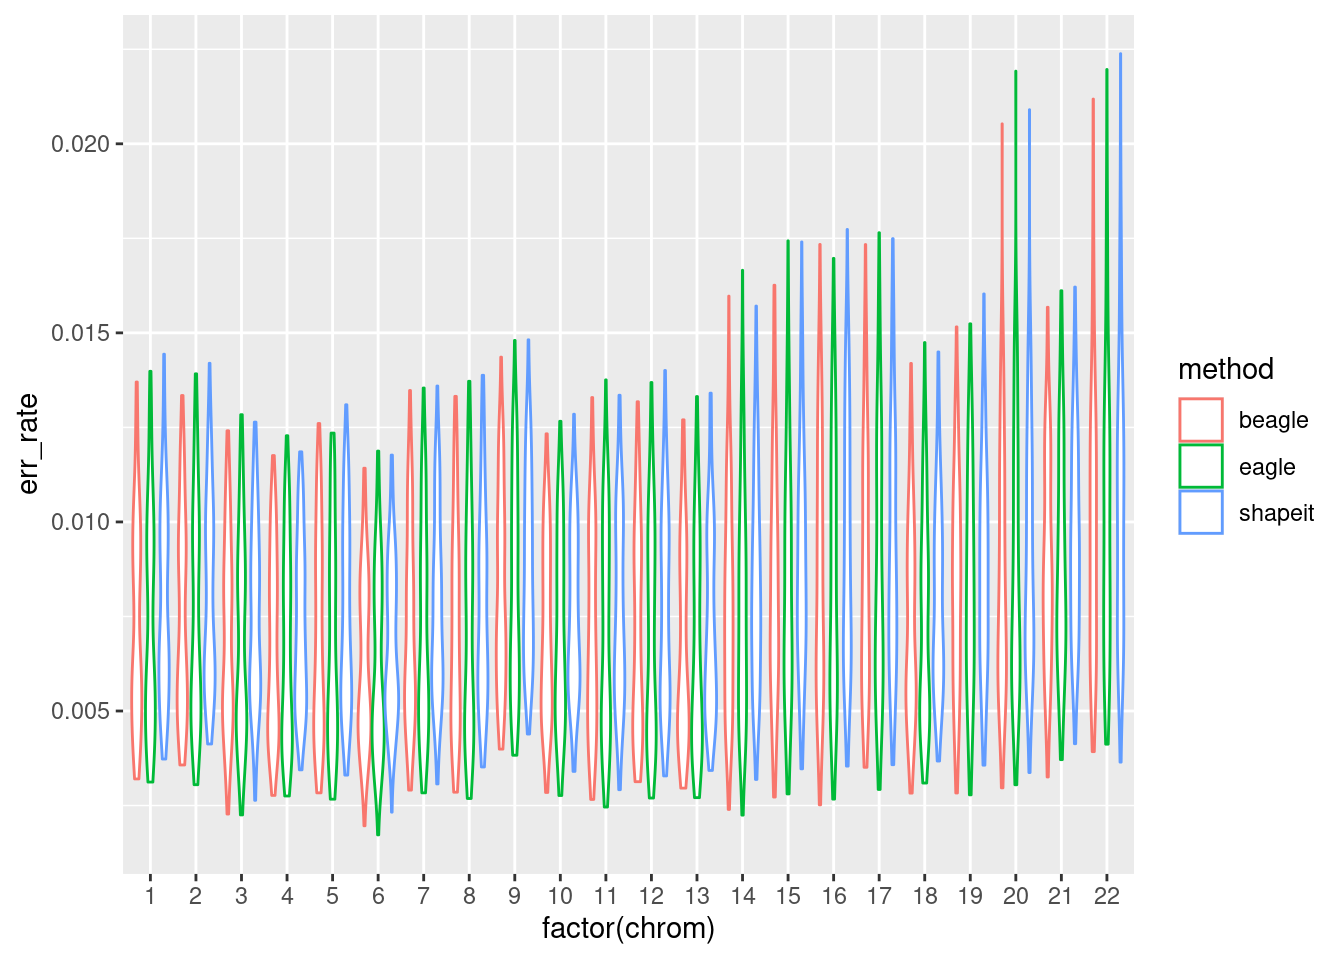 0.020
0.015
0.010
0.005
err_rate
1 2 3 4 5 6 7 8 9 10 11 12 13 14 15 16 17 18 19 20 21 22
factor(chrom)
method
beagle
eagle
shapeit